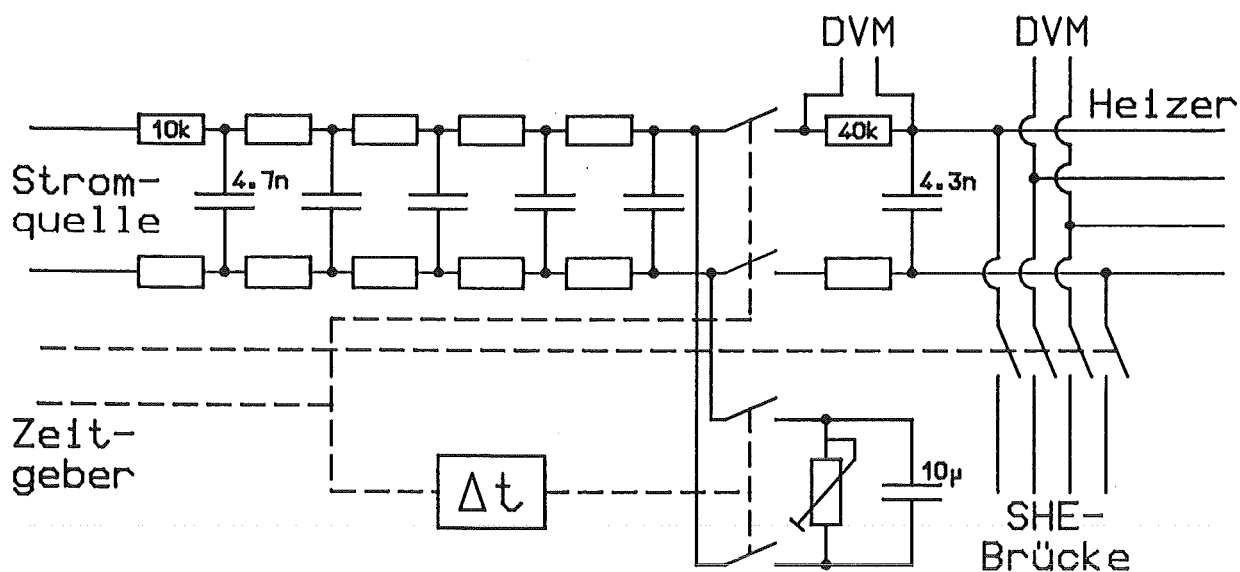 DVM
DVM
Heizer
10k
40k
Strom-
quelle
4.7n
4.3n
Zeit-
geber
Δt
10µ
SHE-
Brücke